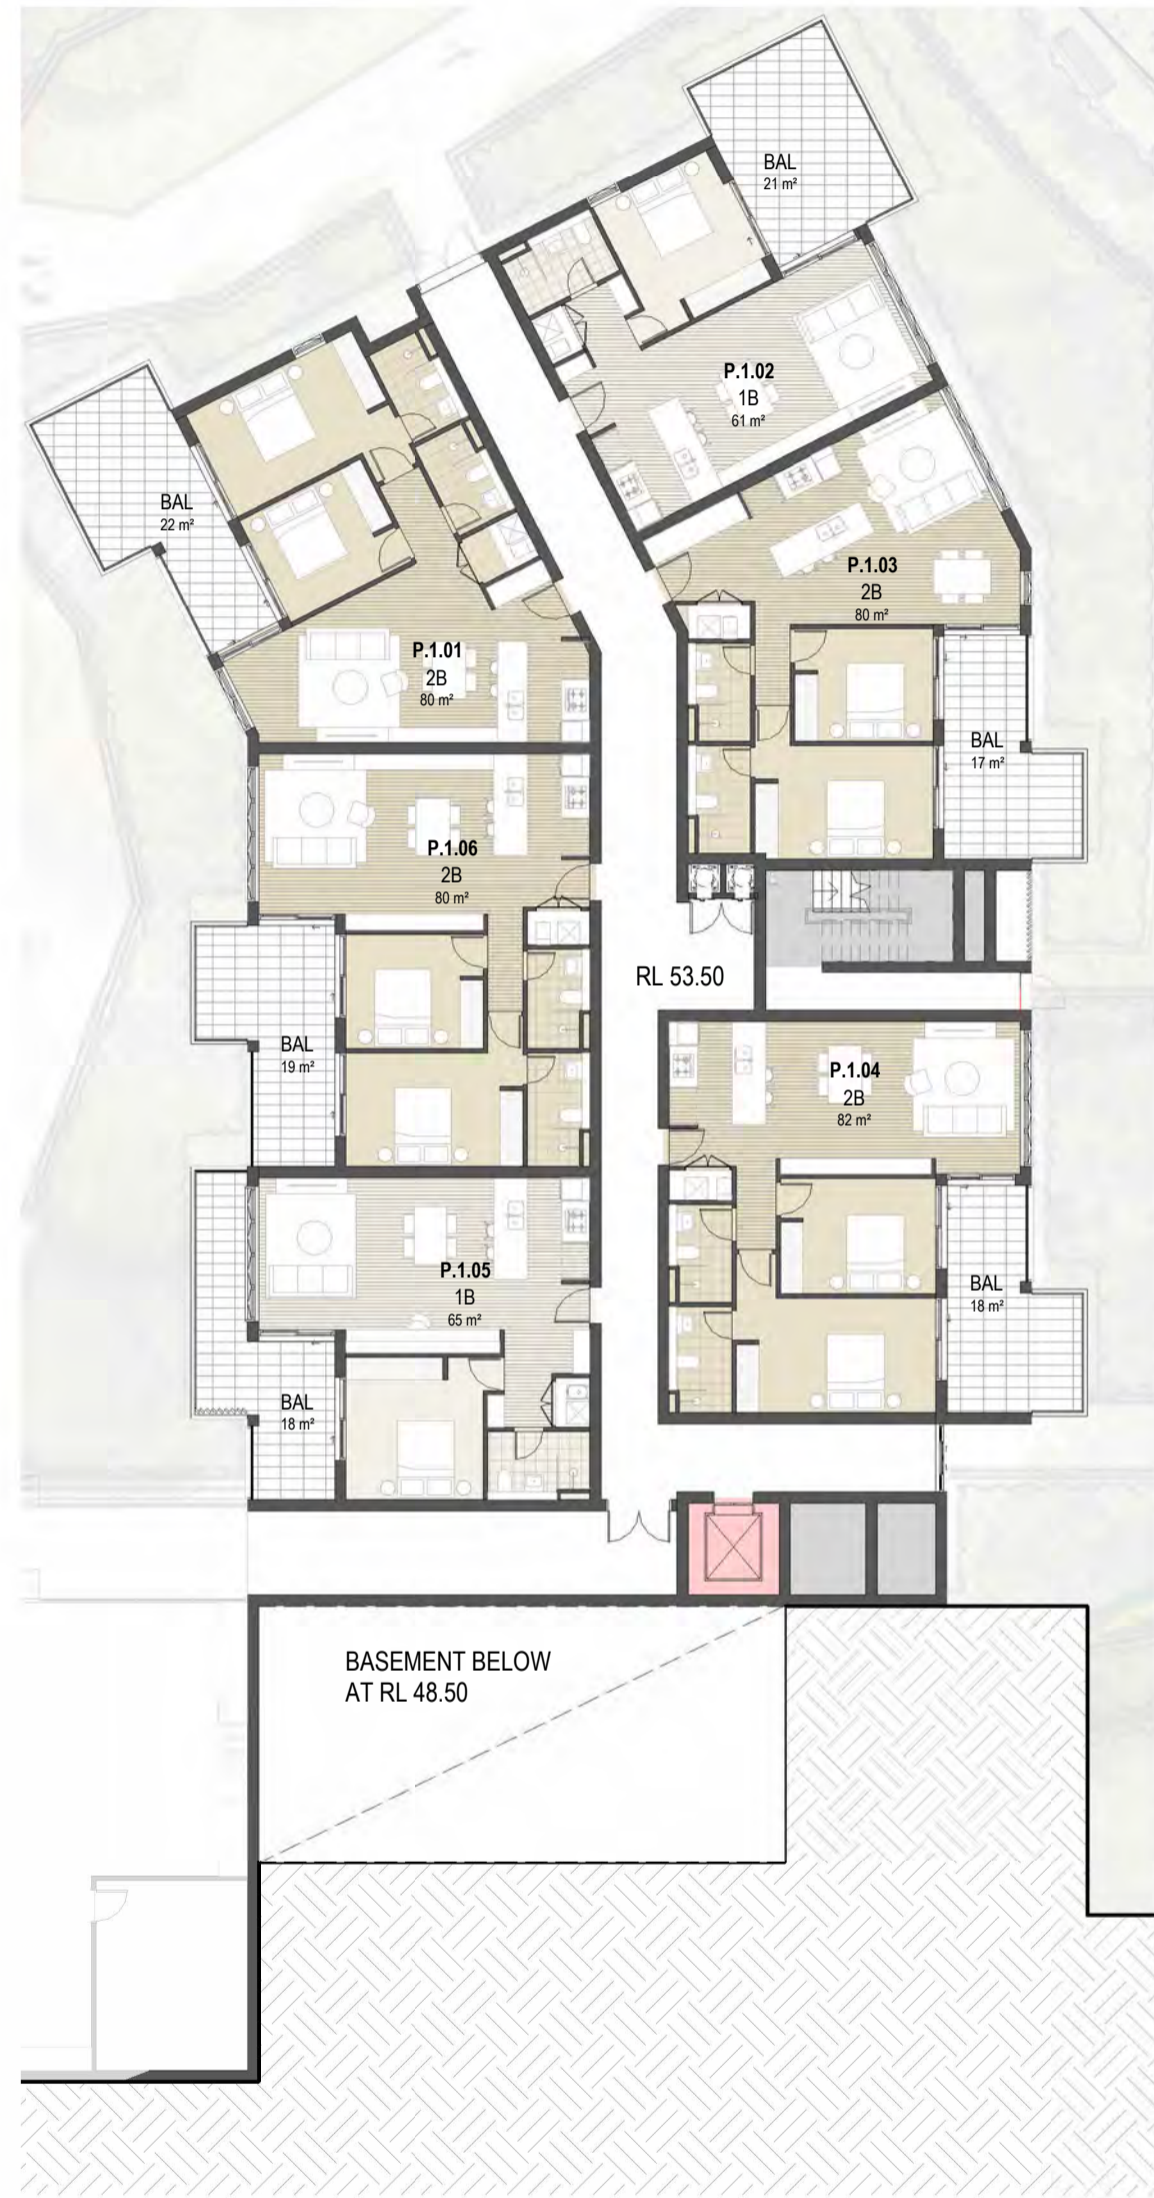 BAL
21 m²
P.1.02
1B
61 m²
BAL
22 m²
P.1.03
2B
80 m²
P.1.01
2B
80 m²
BAL
17 m²
P.1.06
2B
80 m²
RL 53.50
BAL
19 m²
P.1.04
2B
82 m²
P.1.05
1B
65 m²
BAL
18 m²
BAL
18 m²
BASEMENT BELOW
AT RL 48.50